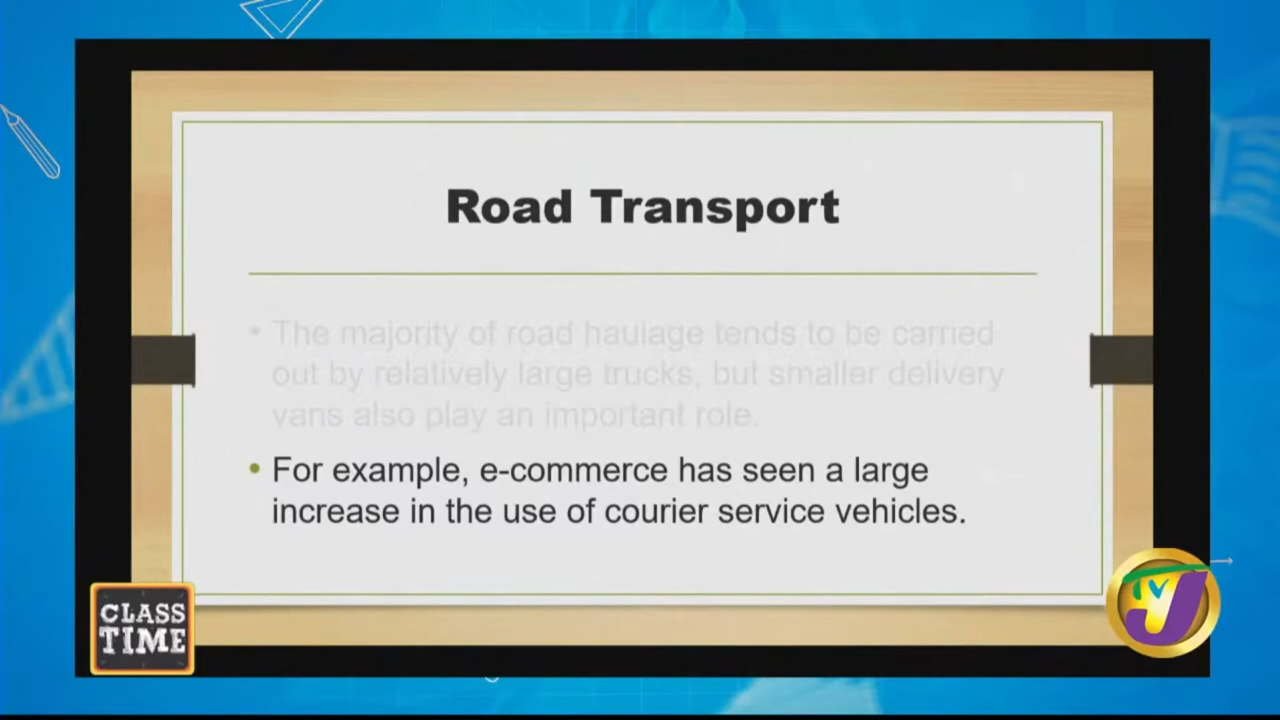 Road Transport
• The majority of road haulage tends to be carried
out by relatively large trucks, but smaller delivery
vans also play an important role.
• For example, e-commerce has seen a large
increase in the use of courier service vehicles.
CLASS
TIME
TVJ